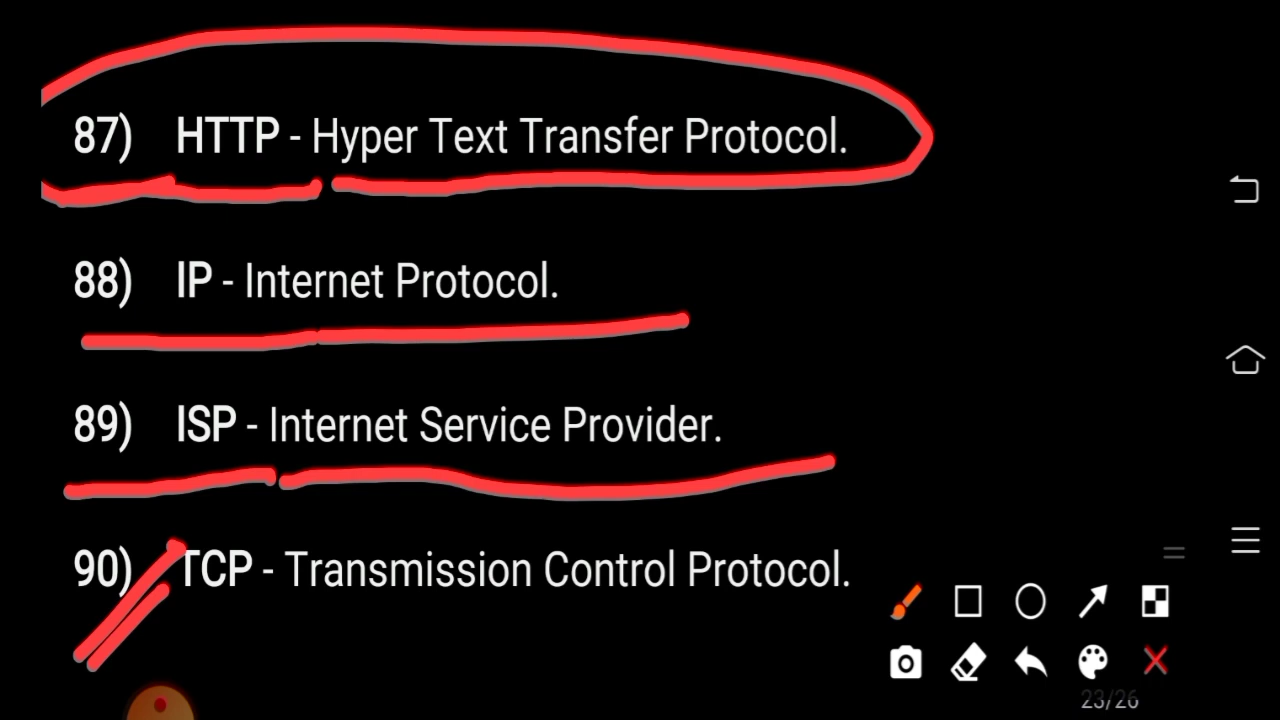 87) HTTP - Hyper Text Transfer Protocol.
88) IP - Internet Protocol.
89) ISP - Internet Service Provider.
90) TCP - Transmission Control Protocol.
23/26